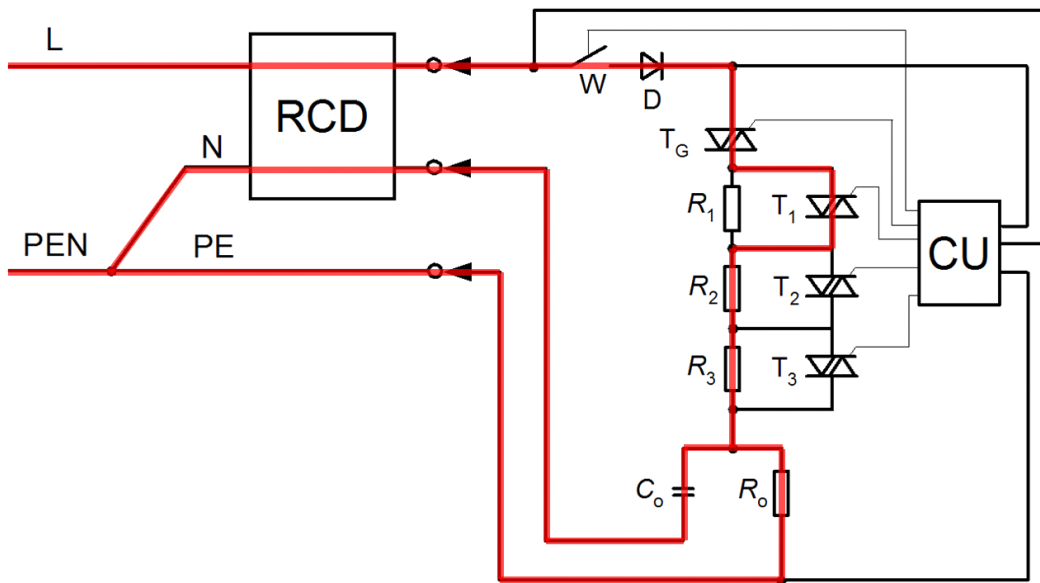 L
RCD
N
PEN
PE
W
D
T_G
R_1
T_1
R_2
T_2
R_3
T_3
C_o
R_o
CU